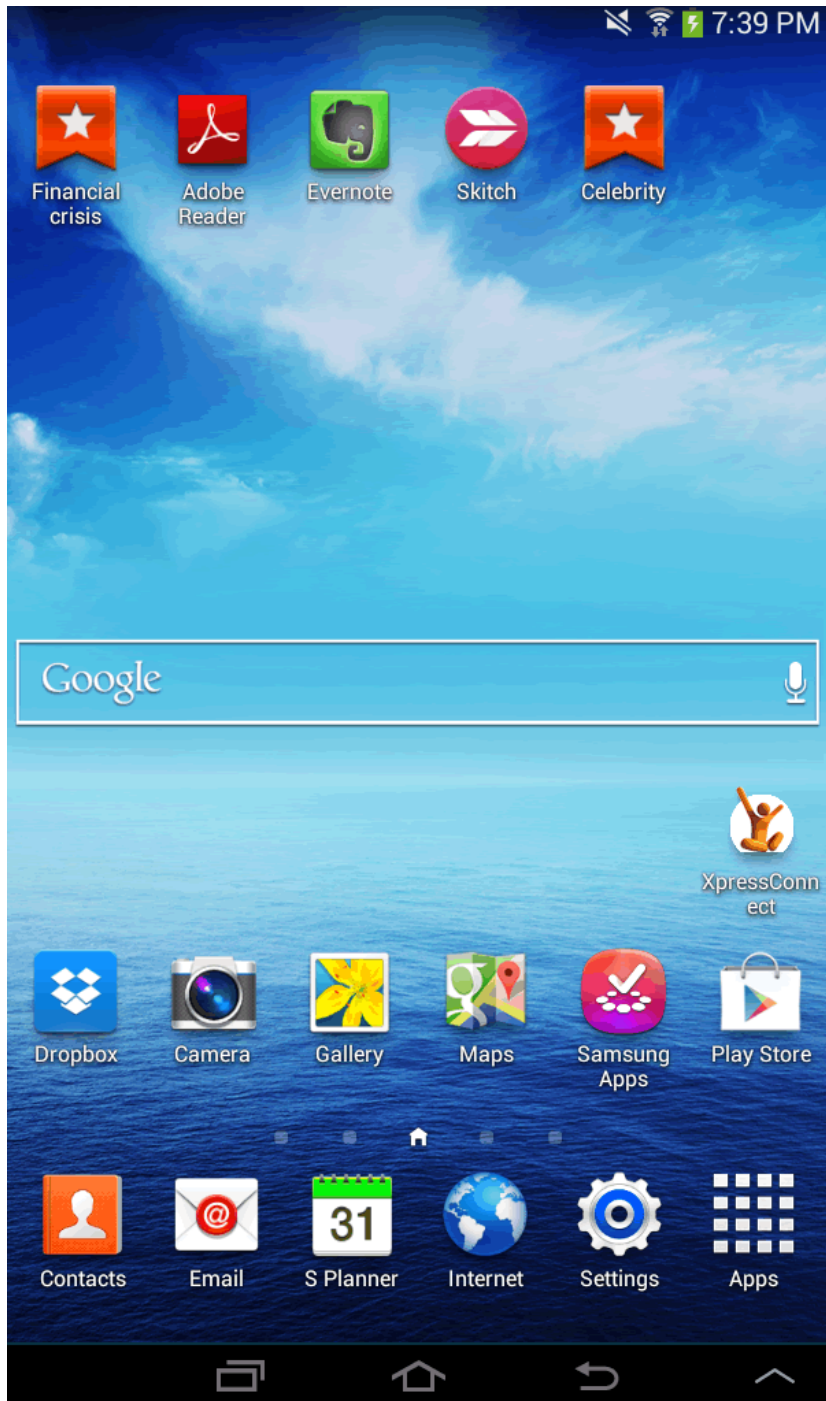 7:39 PM
Financial crisis
Adobe Reader
Evernote
Skitch
Celebrity
Google
XpressConn
ect
Dropbox
Camera
Gallery
Maps
Samsung Apps
Play Store
31
Contacts
Email
S Planner
Internet
Settings
Apps